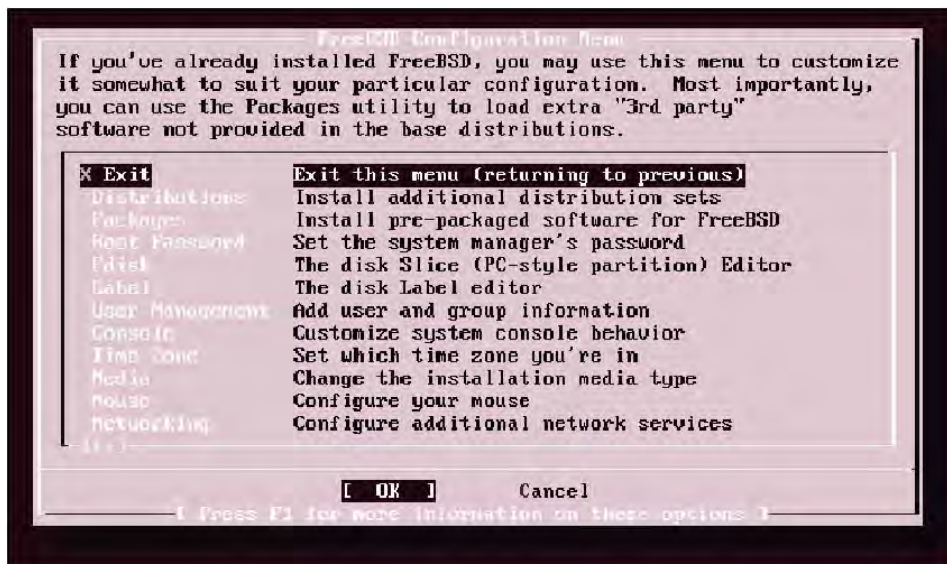 FreeBSD Configuration Menu
If you've already installed FreeBSD, you may use this menu to customize
it somewhat to suit your particular configuration.  Most importantly,
you can use the Packages utility to load extra "3rd party"
software not provided in the base distributions.
X Exit Exit this menu (returning to previous)
Distributions Install additional distribution sets
Packages Install pre-packaged software for FreeBSD
Root Password Set the system manager's password
Fdisk The disk Slice (PC-style partition) Editor
Label The disk Label editor
User Management Add user and group information
Console Customize system console behavior
Time Zone Set which time zone you're in
Media Change the installation media type
Mouse Configure your mouse
Networking Configure additional network services
[ OK ] Cancel
[ Press F1 for more information on these options ]